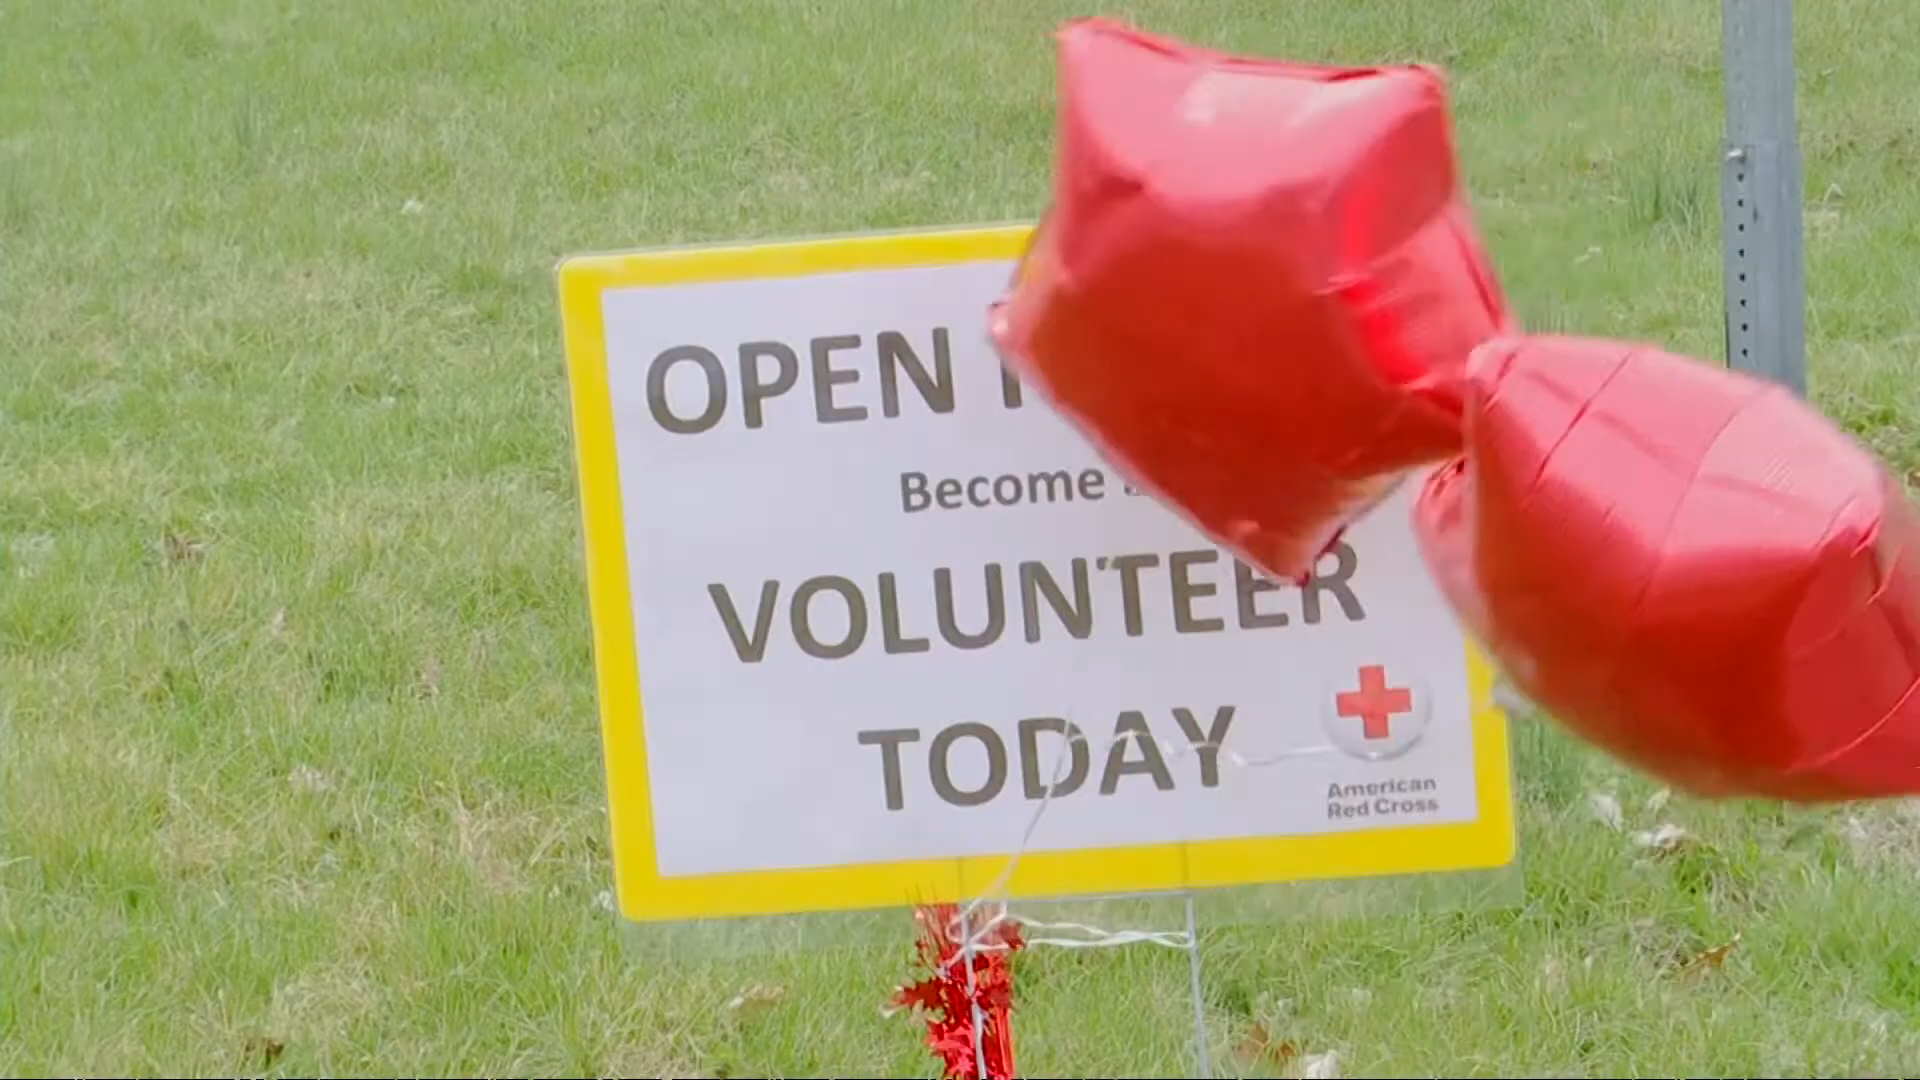 OPEN
Become
VOLUNTEER
TODAY
American
Red Cross